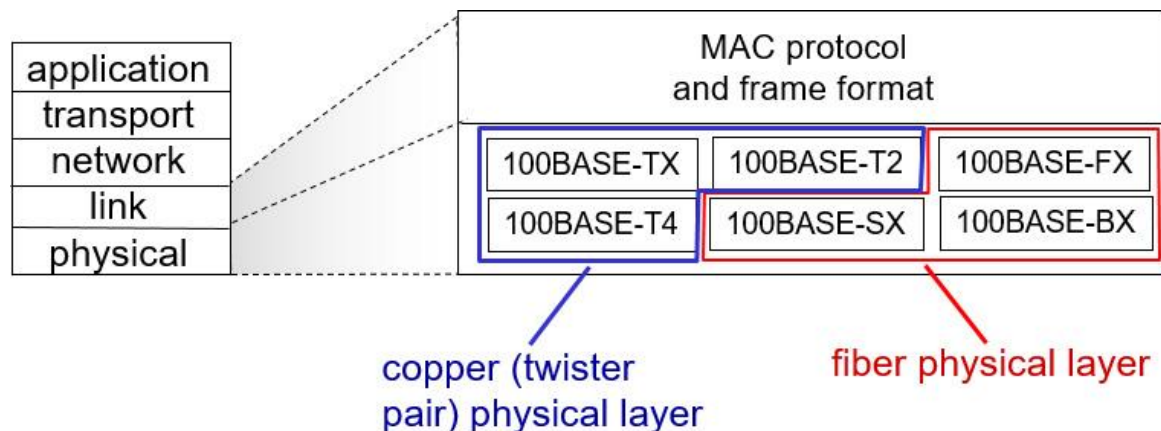 application
transport
network
link
physical
MAC protocol
and frame format
100BASE-TX
100BASE-T2
100BASE-FX
100BASE-T4
100BASE-SX
100BASE-BX
copper (twister
pair) physical layer
fiber physical layer